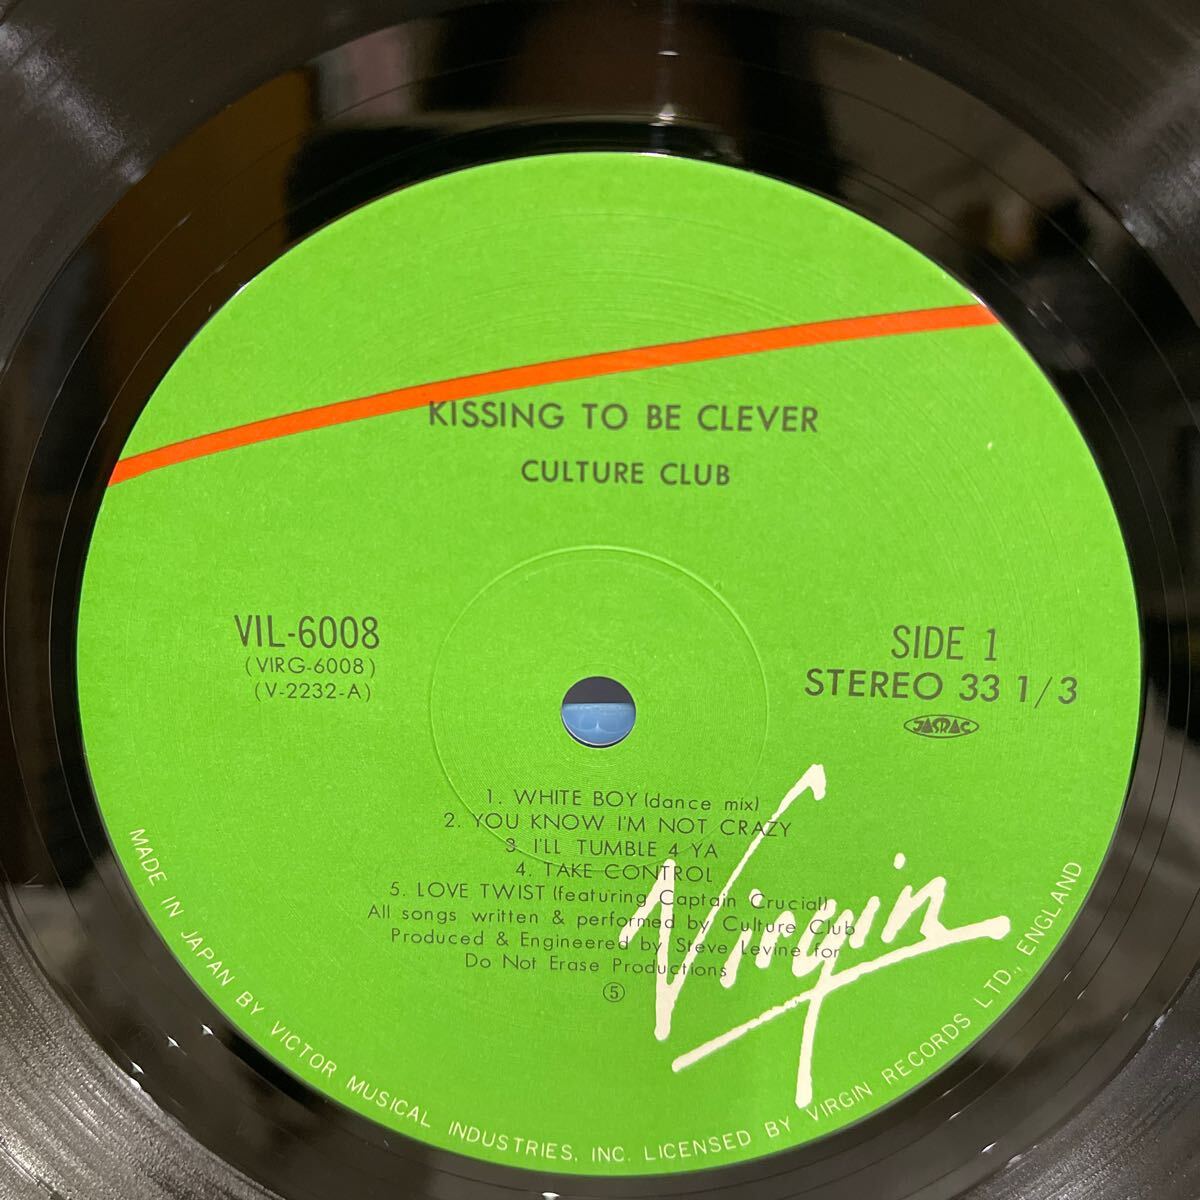 KISSING TO BE CLEVER
CULTURE CLUB
VIL-6008
(VIRG-6008)
(V-2232-A)
SIDE 1
STEREO 33 1/3
JASRAC
1. WHITE BOY (dance mix)
2. YOU KNOW I'M NOT CRAZY
3. I'LL TUMBLE 4 YA
4. TAKE CONTROL
5. LOVE TWIST (featuring Captain Crucial)
All songs written & performed by Culture Club
Produced & Engineered by Steve Levine for
Do Not Erase Productions
⑤
Virgin
MADE IN JAPAN BY VICTOR MUSICAL INDUSTRIES, INC. LICENSED BY VIRGIN RECORDS LTD., ENGLAND